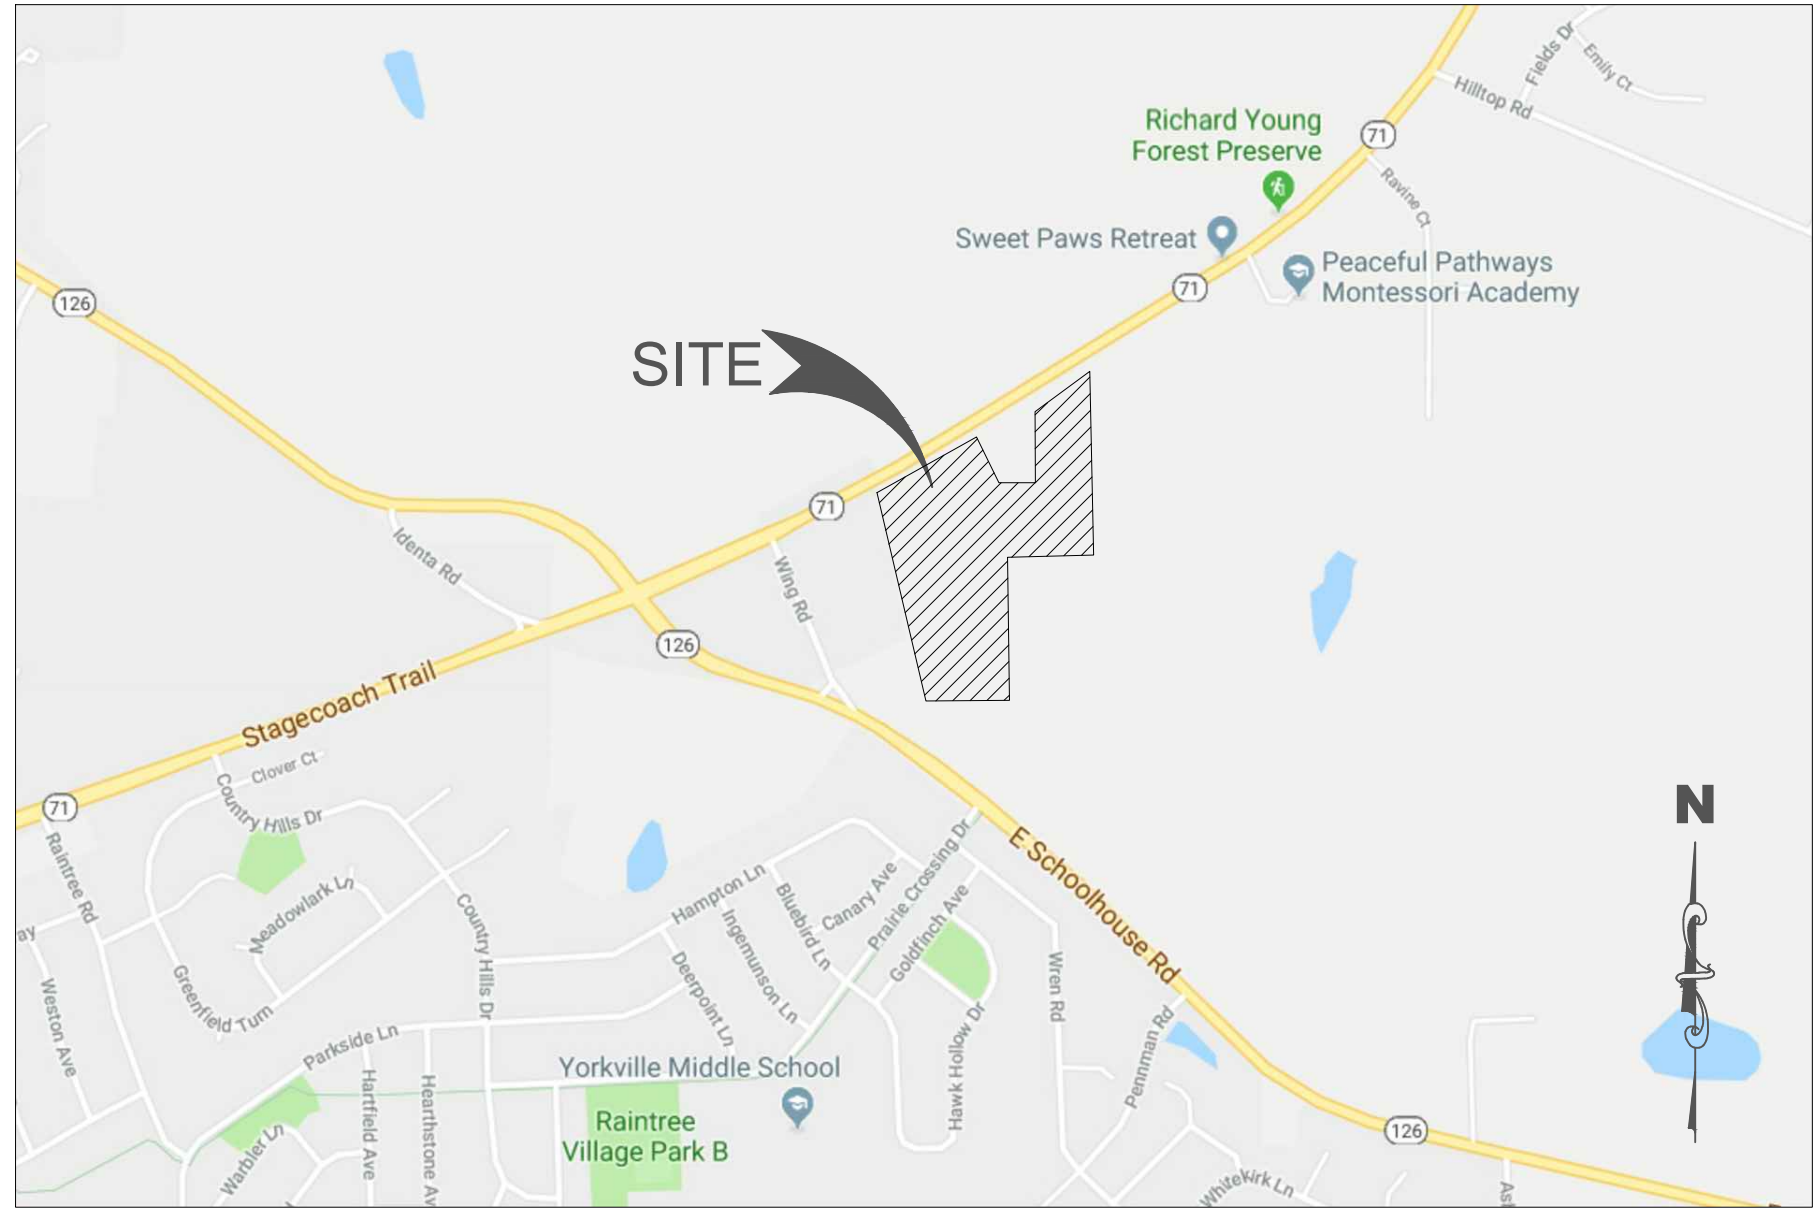 Fields Dr
Emily Ct
Hilltop Rd
Richard Young
Forest Preserve
71
Ravine Ct
Sweet Paws Retreat
Peaceful Pathways
Montessori Academy
71
126
SITE
71
Identa Rd
Wing Rd
126
Stagecoach Trail
Clover Ct
Country Hills Dr
71
N
Raintree Rd
E Schoolhouse Rd
Prairie Crossing Dr
Hampton Ln
Canary Ave
Bluebird Ln
Ingemunson Ln
Goldfinch Ave
Meadowlark Ln
Country Hills Dr
ay
Weston Ave
Greenfield Turn
Deerpoint Ln
Wren Rd
Hawk Hollow Dr
Pennman Rd
Parkside Ln
Yorkville Middle School
Hartfield Ave
Hearthstone Av
Raintree
Village Park B
Warbler Ln
126
Whitekirk Ln
Ast